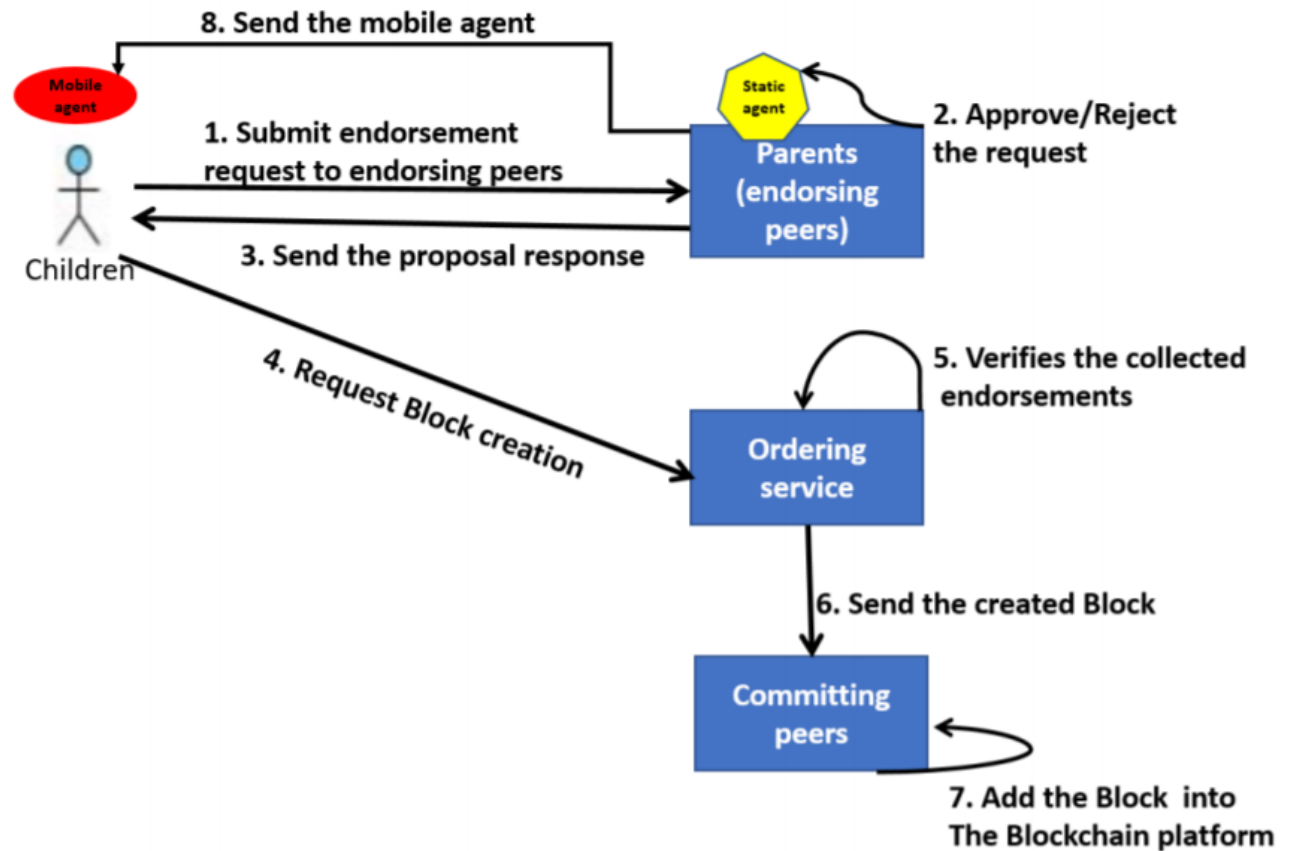 8. Send the mobile agent
Mobile
agent
Static
agent
1. Submit endorsement
request to endorsing peers
2. Approve/Reject
the request
Parents
(endorsing
peers)
3. Send the proposal response
Children
4. Request Block creation
5. Verifies the collected
endorsements
Ordering
service
6. Send the created Block
Committing
peers
7. Add the Block into
The Blockchain platform